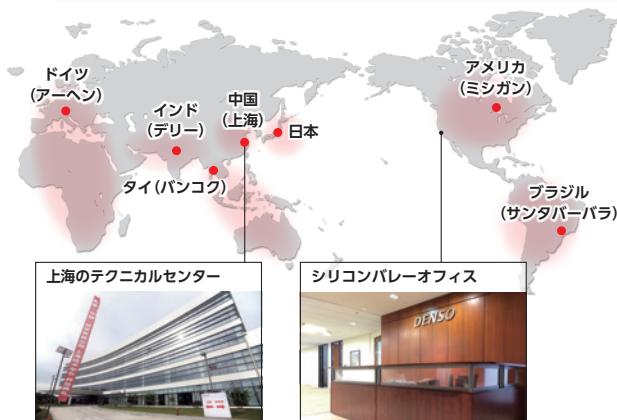 ドイツ
（アーヘン）
インド
（デリー）
中国
（上海）
日本
タイ（バンコク）
アメリカ
（ミシガン）
ブラジル
（サンタバーバラ）
上海のテクニカルセンター
シリコンバレーオフィス
DENSO